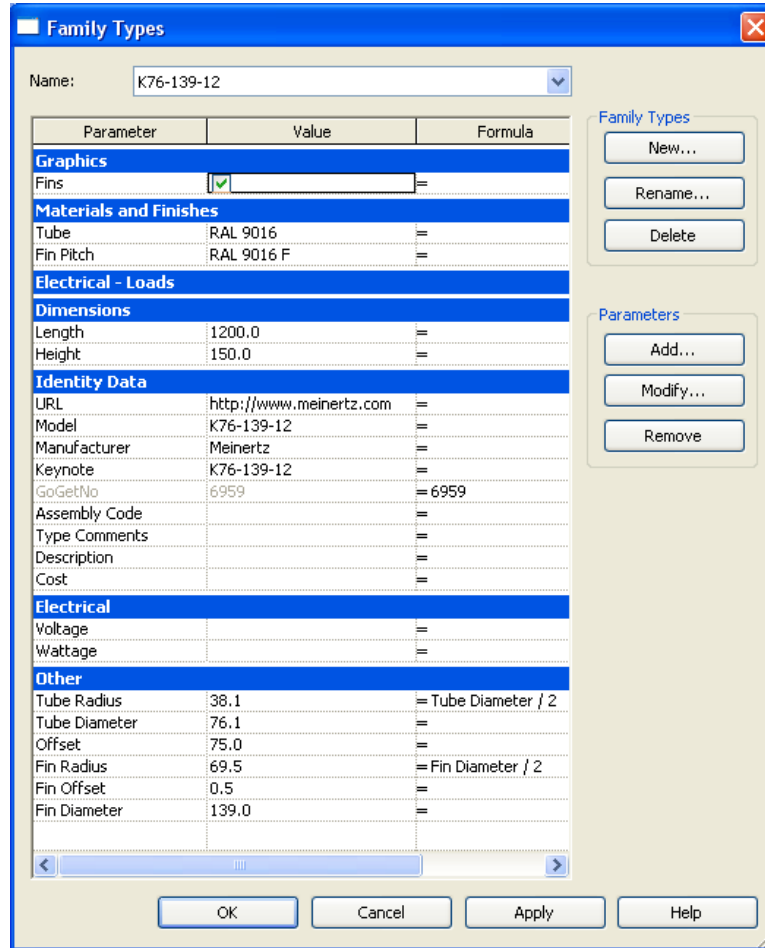 Family Types
Name: K76-139-12
Parameter Value Formula
Graphics
Fins =
Materials and Finishes
Tube RAL 9016 =
Fin Pitch RAL 9016 F =
Electrical - Loads
Dimensions
Length 1200.0 =
Height 150.0 =
Identity Data
URL http://www.meinertz.com =
Model K76-139-12 =
Manufacturer Meinertz =
Keynote K76-139-12 =
GoGetNo 6959 = 6959
Assembly Code =
Type Comments =
Description =
Cost =
Electrical
Voltage =
Wattage =
Other
Tube Radius 38.1 = Tube Diameter / 2
Tube Diameter 76.1 =
Offset 75.0 =
Fin Radius 69.5 = Fin Diameter / 2
Fin Offset 0.5 =
Fin Diameter 139.0 =
Family Types
New...
Rename...
Delete
Parameters
Add...
Modify...
Remove
OK Cancel Apply Help